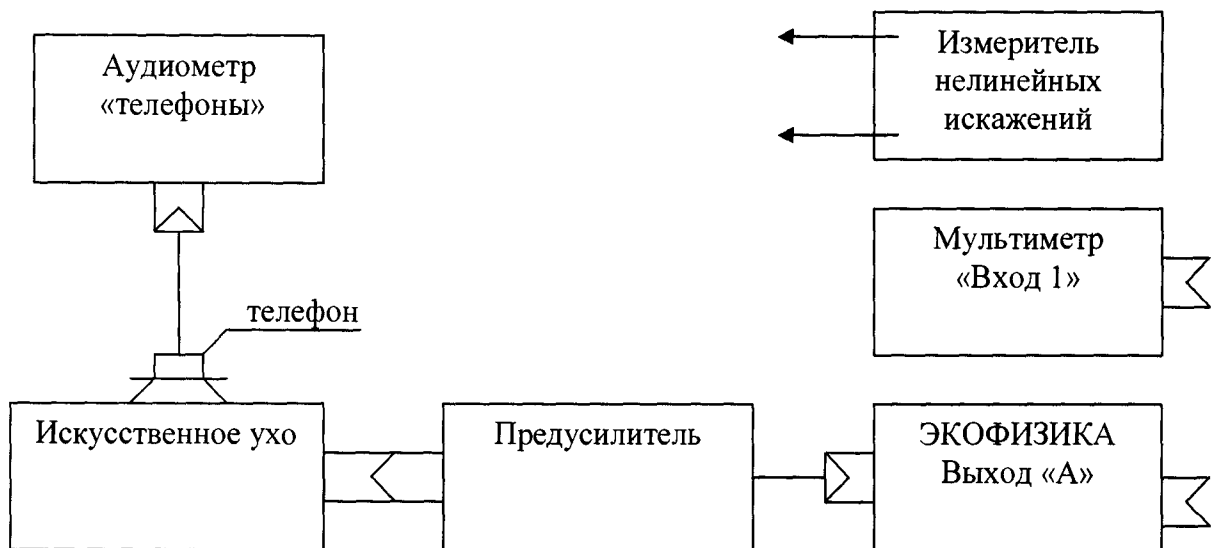 Аудиометр
«телефоны»
Измеритель
нелинейных
искажений
Мультиметр
«Вход 1»
телефон
Искусственное ухо
Предусилитель
ЭКОФИЗИКА
Выход «А»